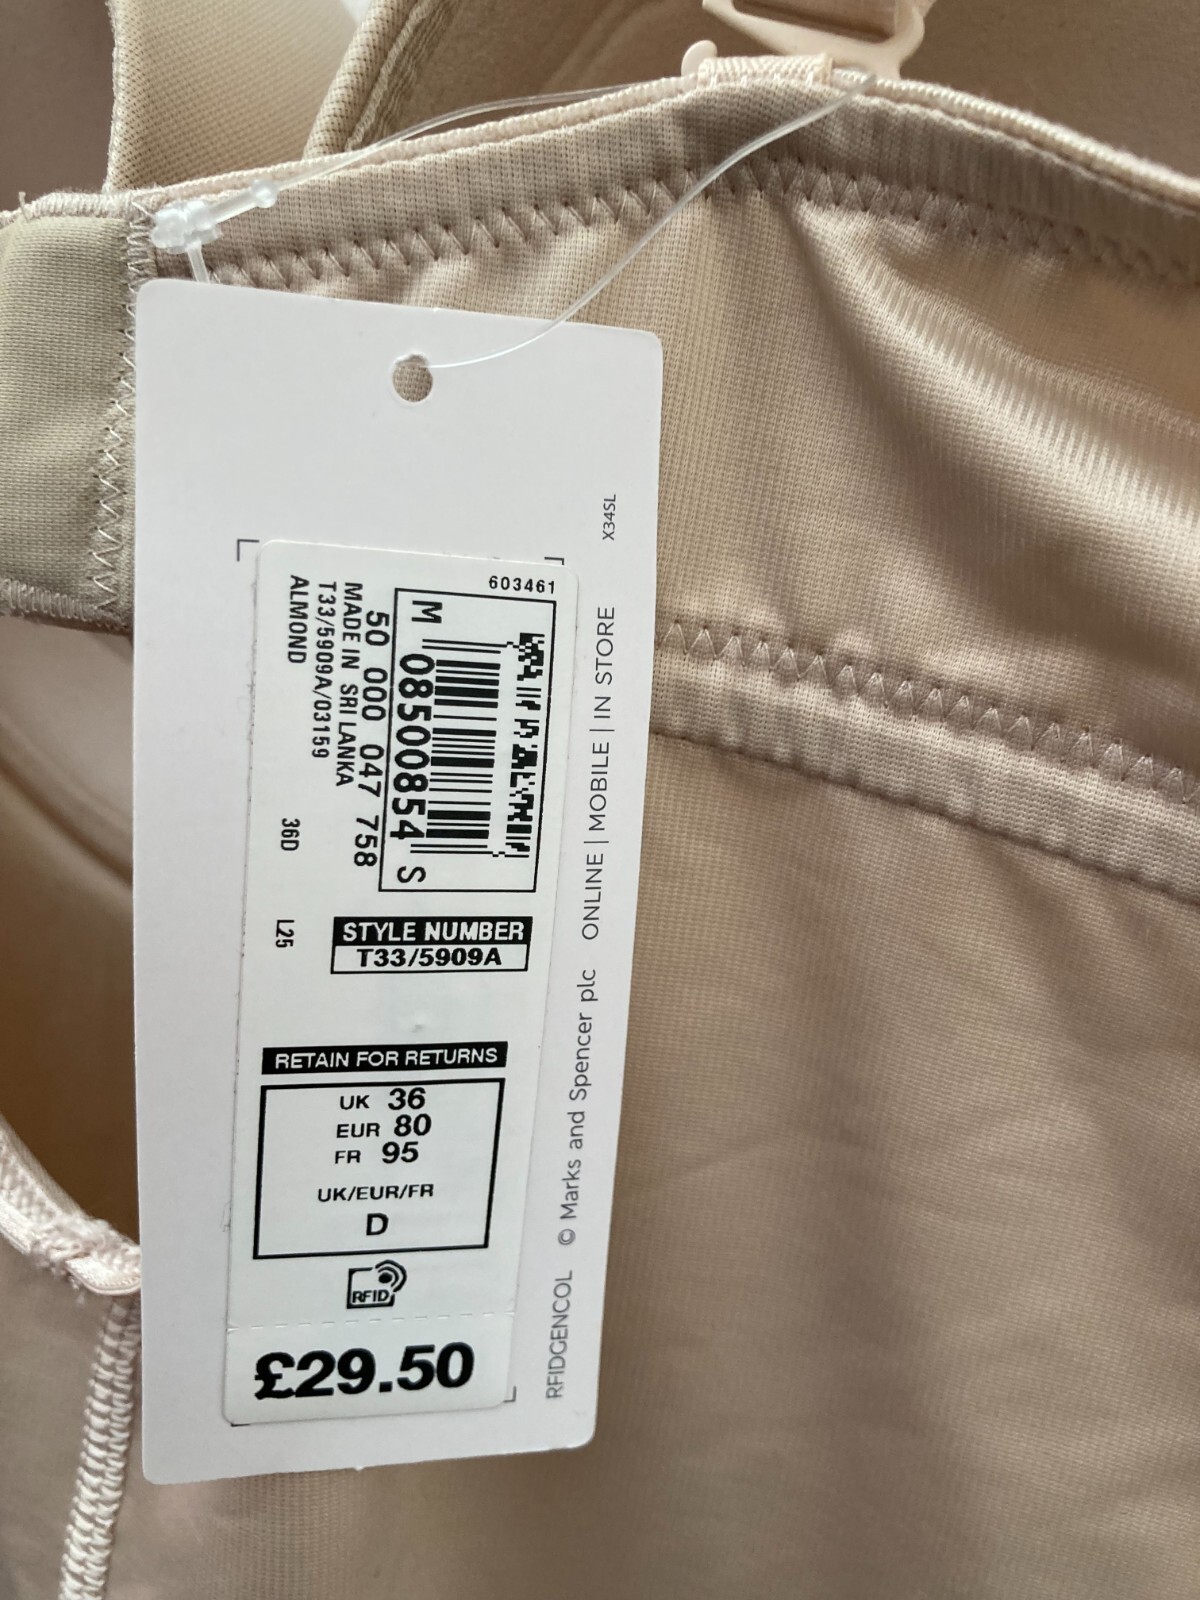 X34SL
603461
M 08500854 S
50 000 047 758
MADE IN SRI LANKA
T33/5909A/03159
ALMOND 36D L25
STYLE NUMBER
T33/5909A
RETAIN FOR RETURNS
UK 36
EUR 80
FR 95
UK/EUR/FR
D
RFID
£29.50
RFIDGENCOL © Marks and Spencer plc ONLINE | MOBILE | IN STORE